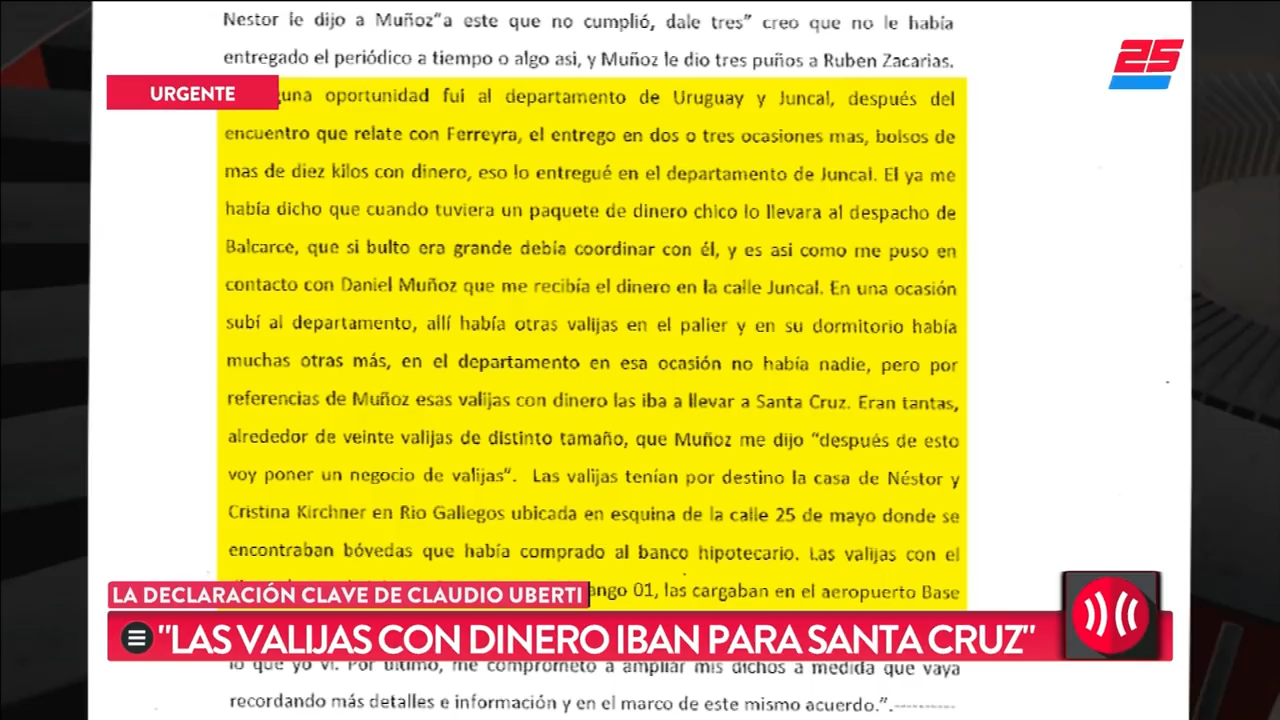 Nestor le dijo a Muñoz"a este que no cumplió, dale tres" creo que no le había
entregado el periódico a tiempo o algo asi, y Muñoz le dio tres puños a Ruben Zacarias.
25
URGENTE
oportunidad fui al departamento de Uruguay y Juncal, después del
encuentro que relate con Ferreyra, el entrego en dos o tres ocasiones mas, bolsos de
mas de diez kilos con dinero, eso lo entregué en el departamento de Juncal. El ya me
había dicho que cuando tuviera un paquete de dinero chico lo llevara al despacho de
Balcarce, que si bulto era grande debía coordinar con él, y es asi como me puso en
contacto con Daniel Muñoz que me recibía el dinero en la calle Juncal. En una ocasión
subí al departamento, allí había otras valijas en el palier y en su dormitorio había
muchas otras más, en el departamento en esa ocasión no había nadie, pero por
referencias de Muñoz esas valijas con dinero las iba a llevar a Santa Cruz. Eran tantas,
alrededor de veinte valijas de distinto tamaño, que Muñoz me dijo "después de esto
voy poner un negocio de valijas". Las valijas tenían por destino la casa de Néstor y
Cristina Kirchner en Rio Gallegos ubicada en esquina de la calle 25 de mayo donde se
encontraban bóvedas que había comprado al banco hipotecario. Las valijas con el
01, las cargaban en el aeropuerto Base
LA DECLARACIÓN CLAVE DE CLAUDIO UBERTI
"LAS VALIJAS CON DINERO IBAN PARA SANTA CRUZ"
lo que yo vi. Por último, me comprometo a ampliar mis dichos a medida que vaya
recordando más detalles e información y en el marco de este mismo acuerdo.".----------